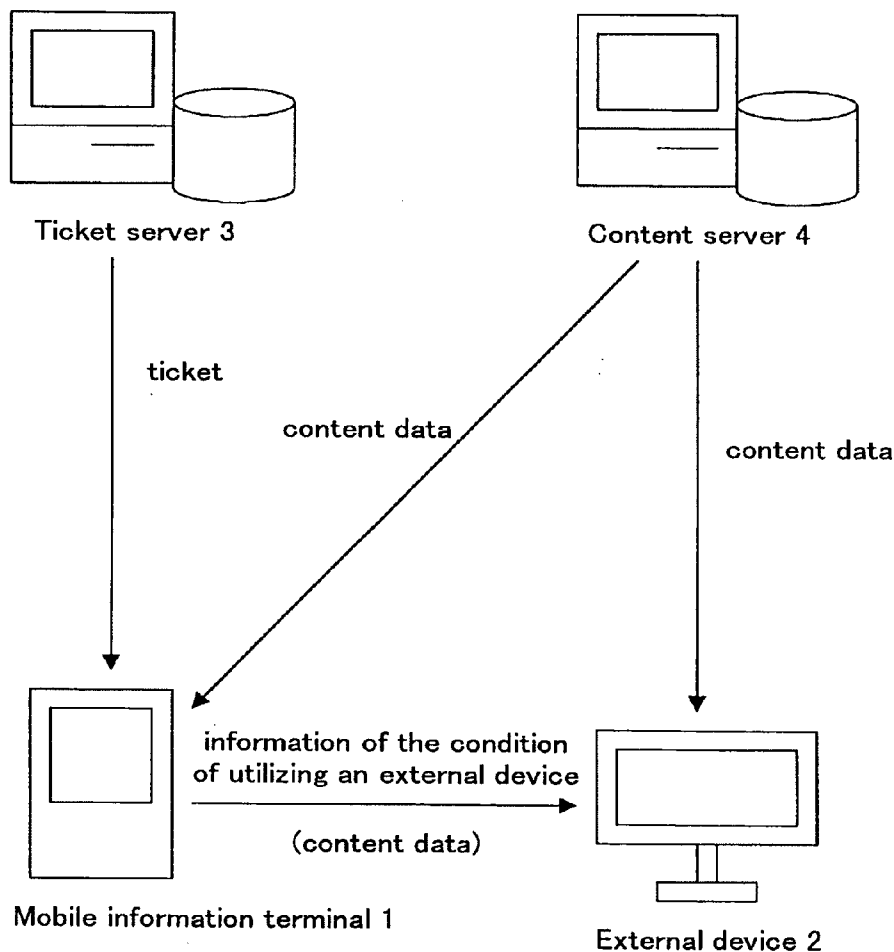 Ticket server 3
Content server 4
ticket
content data
content data
information of the condition
of utilizing an external device
(content data)
Mobile information terminal 1
External device 2